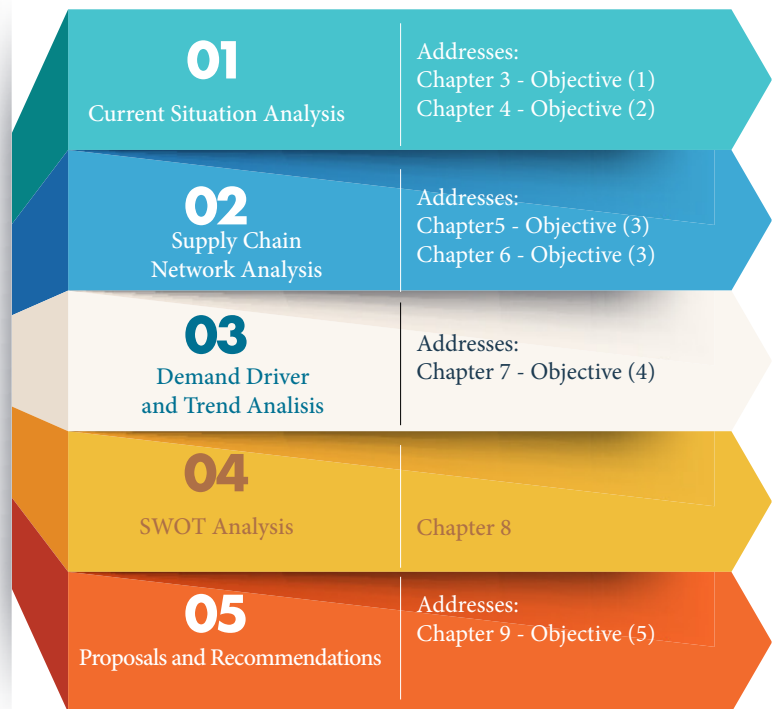 01
Current Situation Analysis
Addresses:
Chapter 3 - Objective (1)
Chapter 4 - Objective (2)
02
Supply Chain
Network Analysis
Addresses:
Chapter5 - Objective (3)
Chapter 6 - Objective (3)
03
Demand Driver
and Trend Analisis
Addresses:
Chapter 7 - Objective (4)
04
SWOT Analysis
Chapter 8
05
Proposals and Recommendations
Addresses:
Chapter 9 - Objective (5)